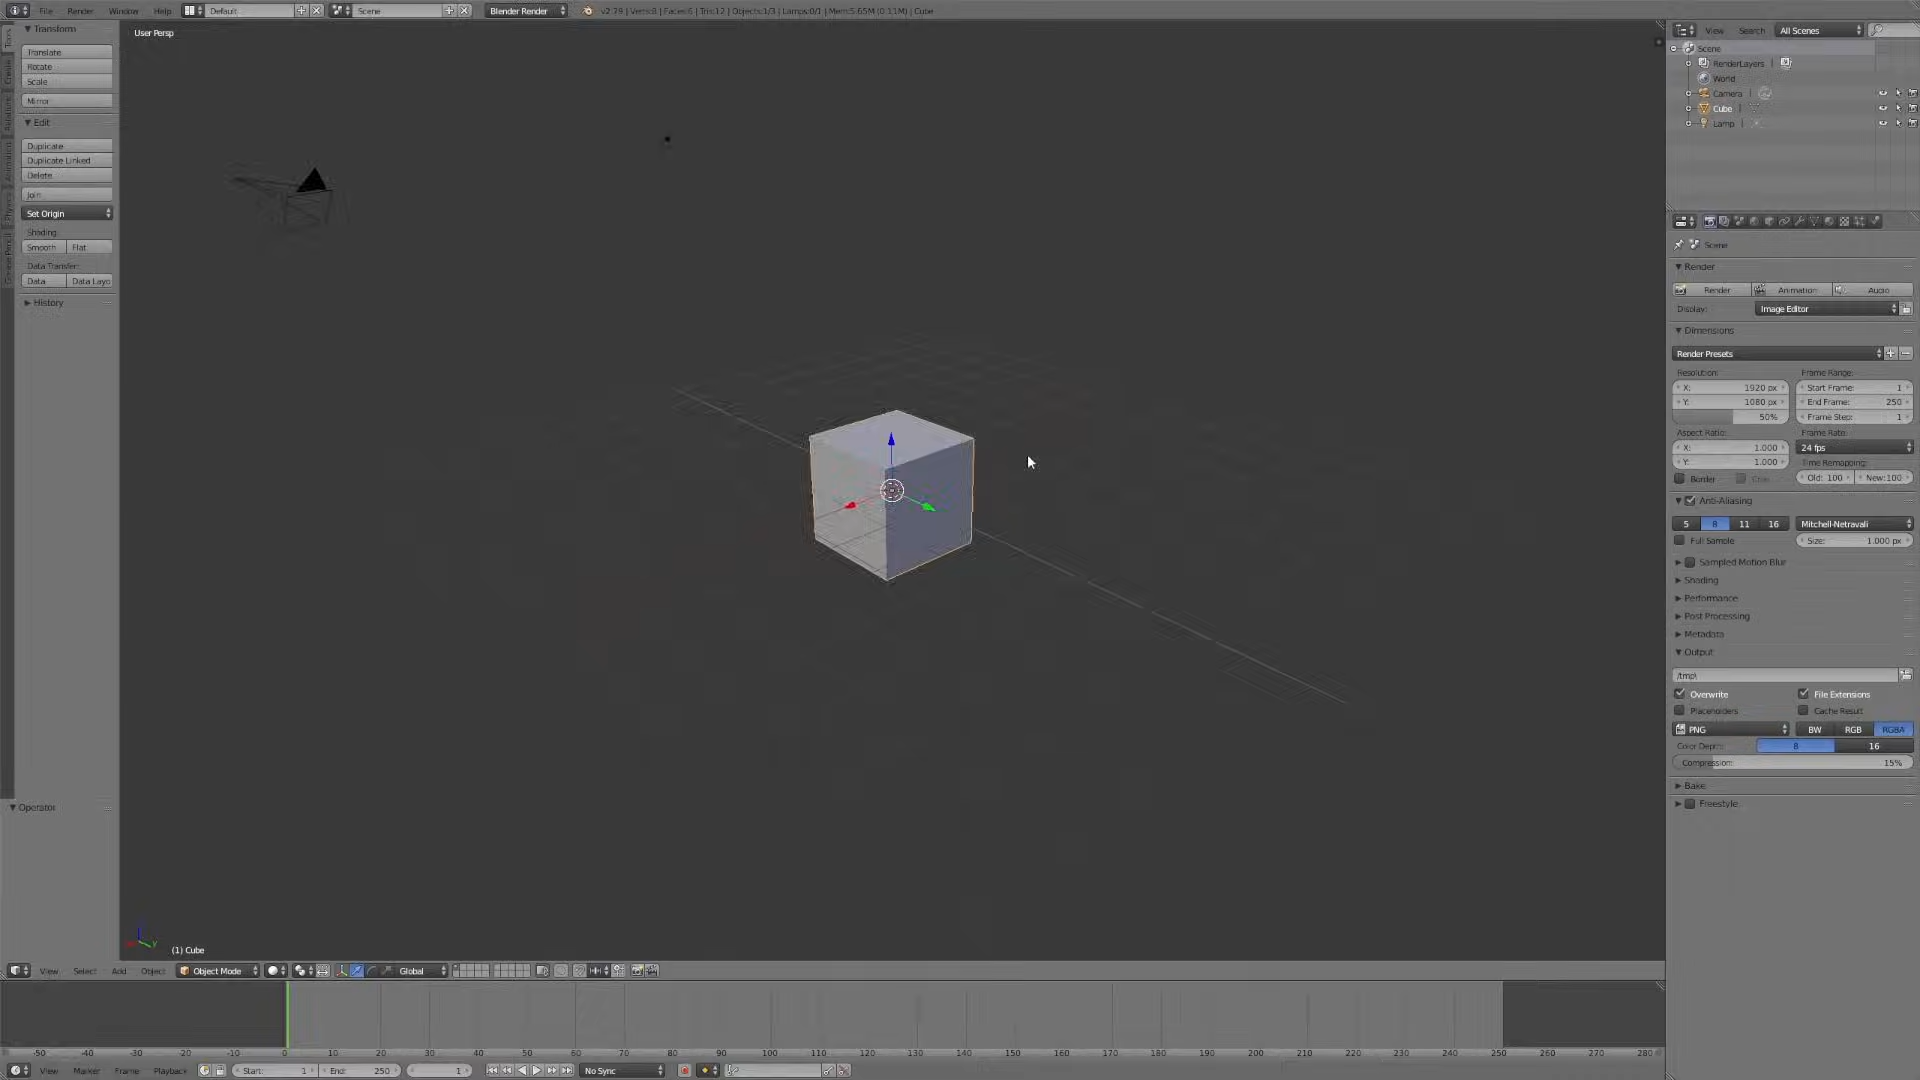 File Render Window Help Default Scene Blender Render v2.79 | Verts:8 | Faces:6 | Tris:12 | Objects:1/3 | Lamps:0/1 | Mem:5.65M (0.11M) | Cube
Transform
Translate
Rotate
Scale
Mirror
Edit
Duplicate
Duplicate Linked
Delete
Join
Set Origin
Shading:
Smooth Flat
Data Transfer:
Data Data Layo
History
Operator
Tools
Create
Relations
Animation
Physics
Grease Pencil
User Persp
(1) Cube
View Select Add Object Object Mode Global
View Search All Scenes
Scene
RenderLayers |
World
Camera |
Cube |
Lamp |
Scene
Render
Render Animation Audio
Display: Image Editor
Dimensions
Render Presets
Resolution: Frame Range:
X: 1920 px Start Frame: 1
Y: 1080 px End Frame: 250
50% Frame Step: 1
Aspect Ratio: Frame Rate:
X: 1.000 24 fps
Y: 1.000 Time Remapping:
Border Old: 100 New:100
Anti-Aliasing
5 8 11 16 Mitchell-Netravali
Full Sample Size: 1.000 px
Sampled Motion Blur
Shading
Performance
Post Processing
Metadata
Output
/tmp\
Overwrite File Extensions
Placeholders Cache Result
PNG BW RGB RGBA
Color Depth: 8 16
Compression: 15%
Bake
Freestyle
-50 -40 -30 -20 -10 0 10 20 30 40 50 60 70 80 90 100 110 120 130 140 150 160 170 180 190 200 210 220 230 240 250 260 270 280
View Marker Frame Playback Start: 1 End: 250 1 No Sync